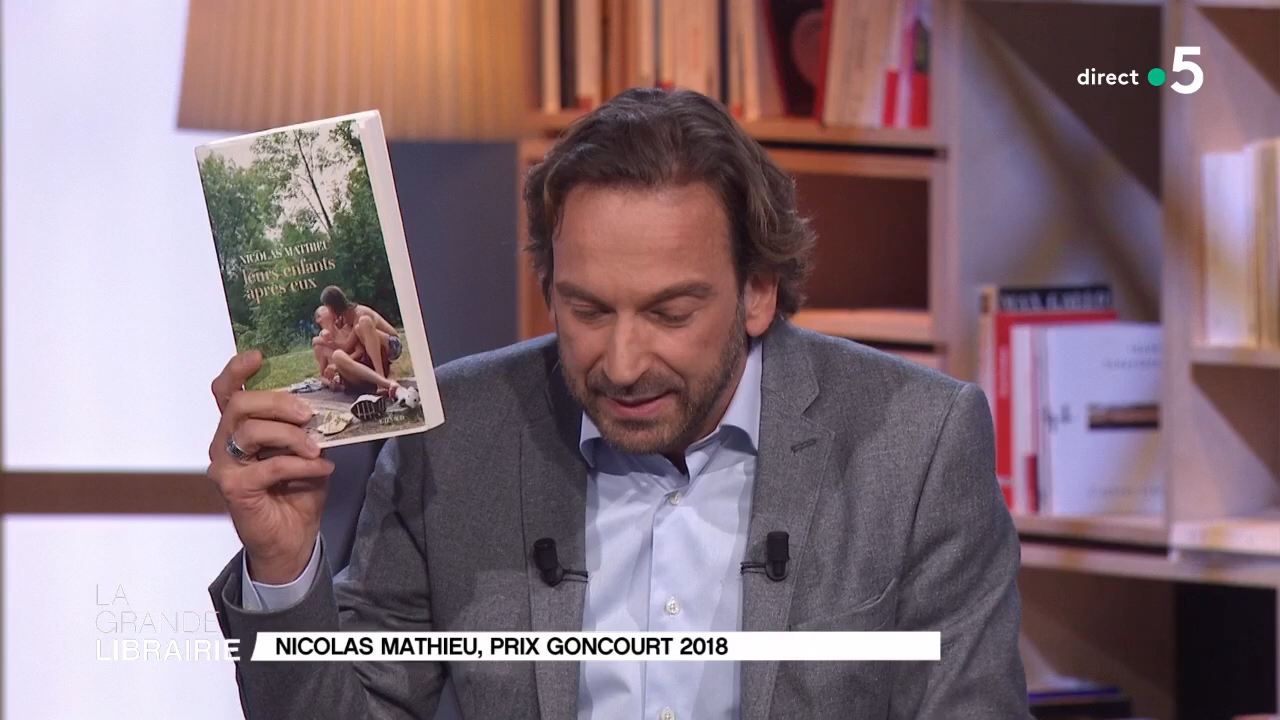 direct 5
NICOLAS MATHIEU
leurs enfants
après eux
LA
GRANDE
LIBRAIRIE
NICOLAS MATHIEU, PRIX GONCOURT 2018